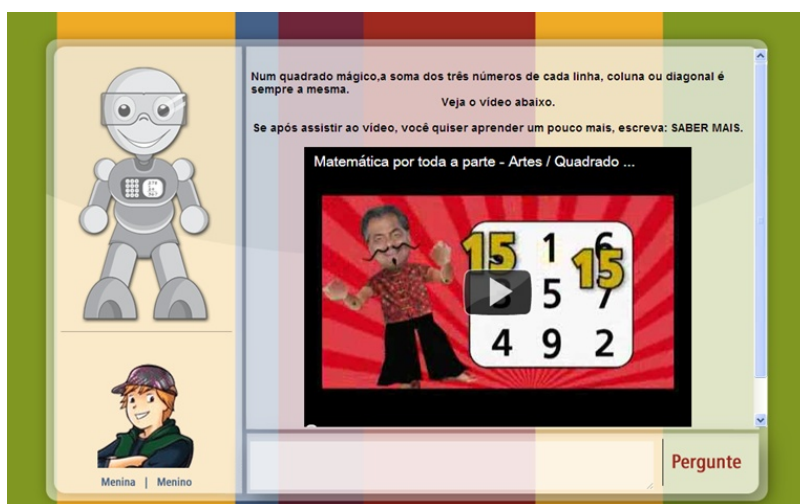 Num quadrado mágico,a soma dos três números de cada linha, coluna ou diagonal é
sempre a mesma.
Veja o vídeo abaixo.
Se após assistir ao vídeo, você quiser aprender um pouco mais, escreva: SABER MAIS.
Matemática por toda a parte - Artes / Quadrado ...
15 1 6
15
5 7
4 9 2
Pergunte
Menina | Menino